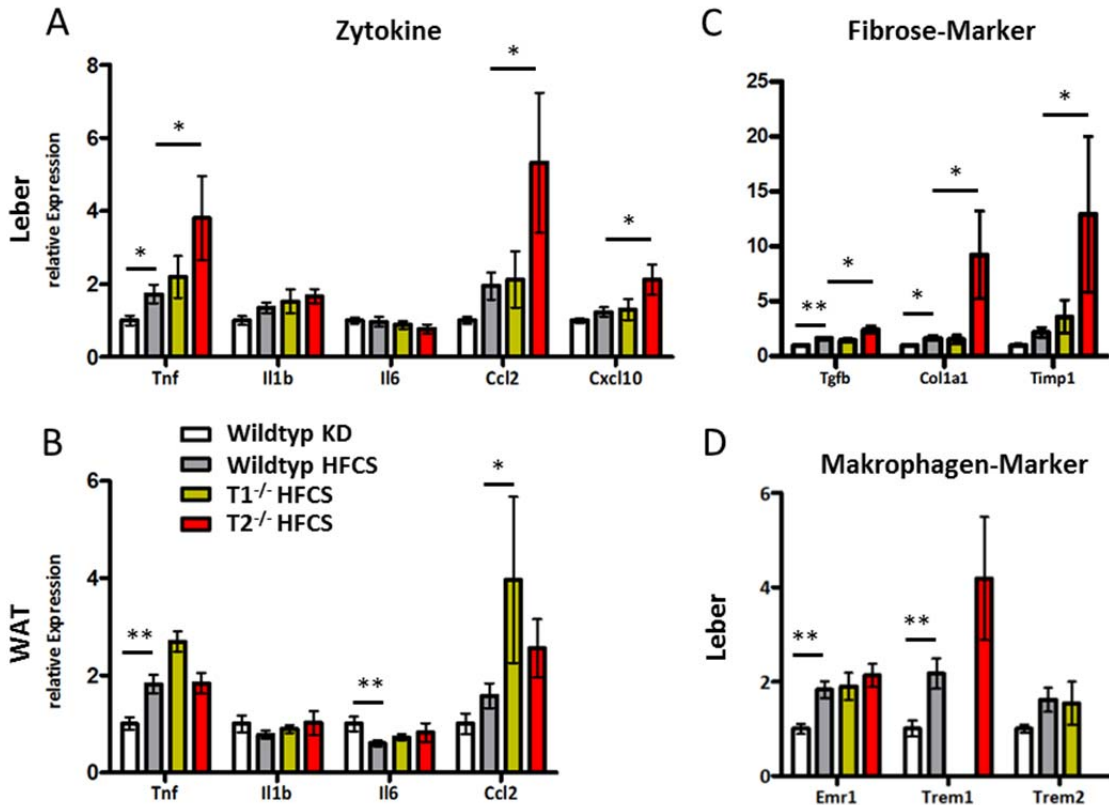 A
Zytokine
Leber
relative Expression
8
6
4
2
0
*
*
*
*
Tnf
Il1b
Il6
Ccl2
Cxcl10
C
Fibrose-Marker
25
20
15
10
5
0
**
*
*
*
*
Tgfb
Col1a1
Timp1
B
Wildtyp KD
Wildtyp HFCS
T1-/- HFCS
T2-/- HFCS
WAT
relative Expression
6
4
2
0
**
**
*
Tnf
Il1b
Il6
Ccl2
D
Makrophagen-Marker
Leber
6
4
2
0
**
**
Emr1
Trem1
Trem2